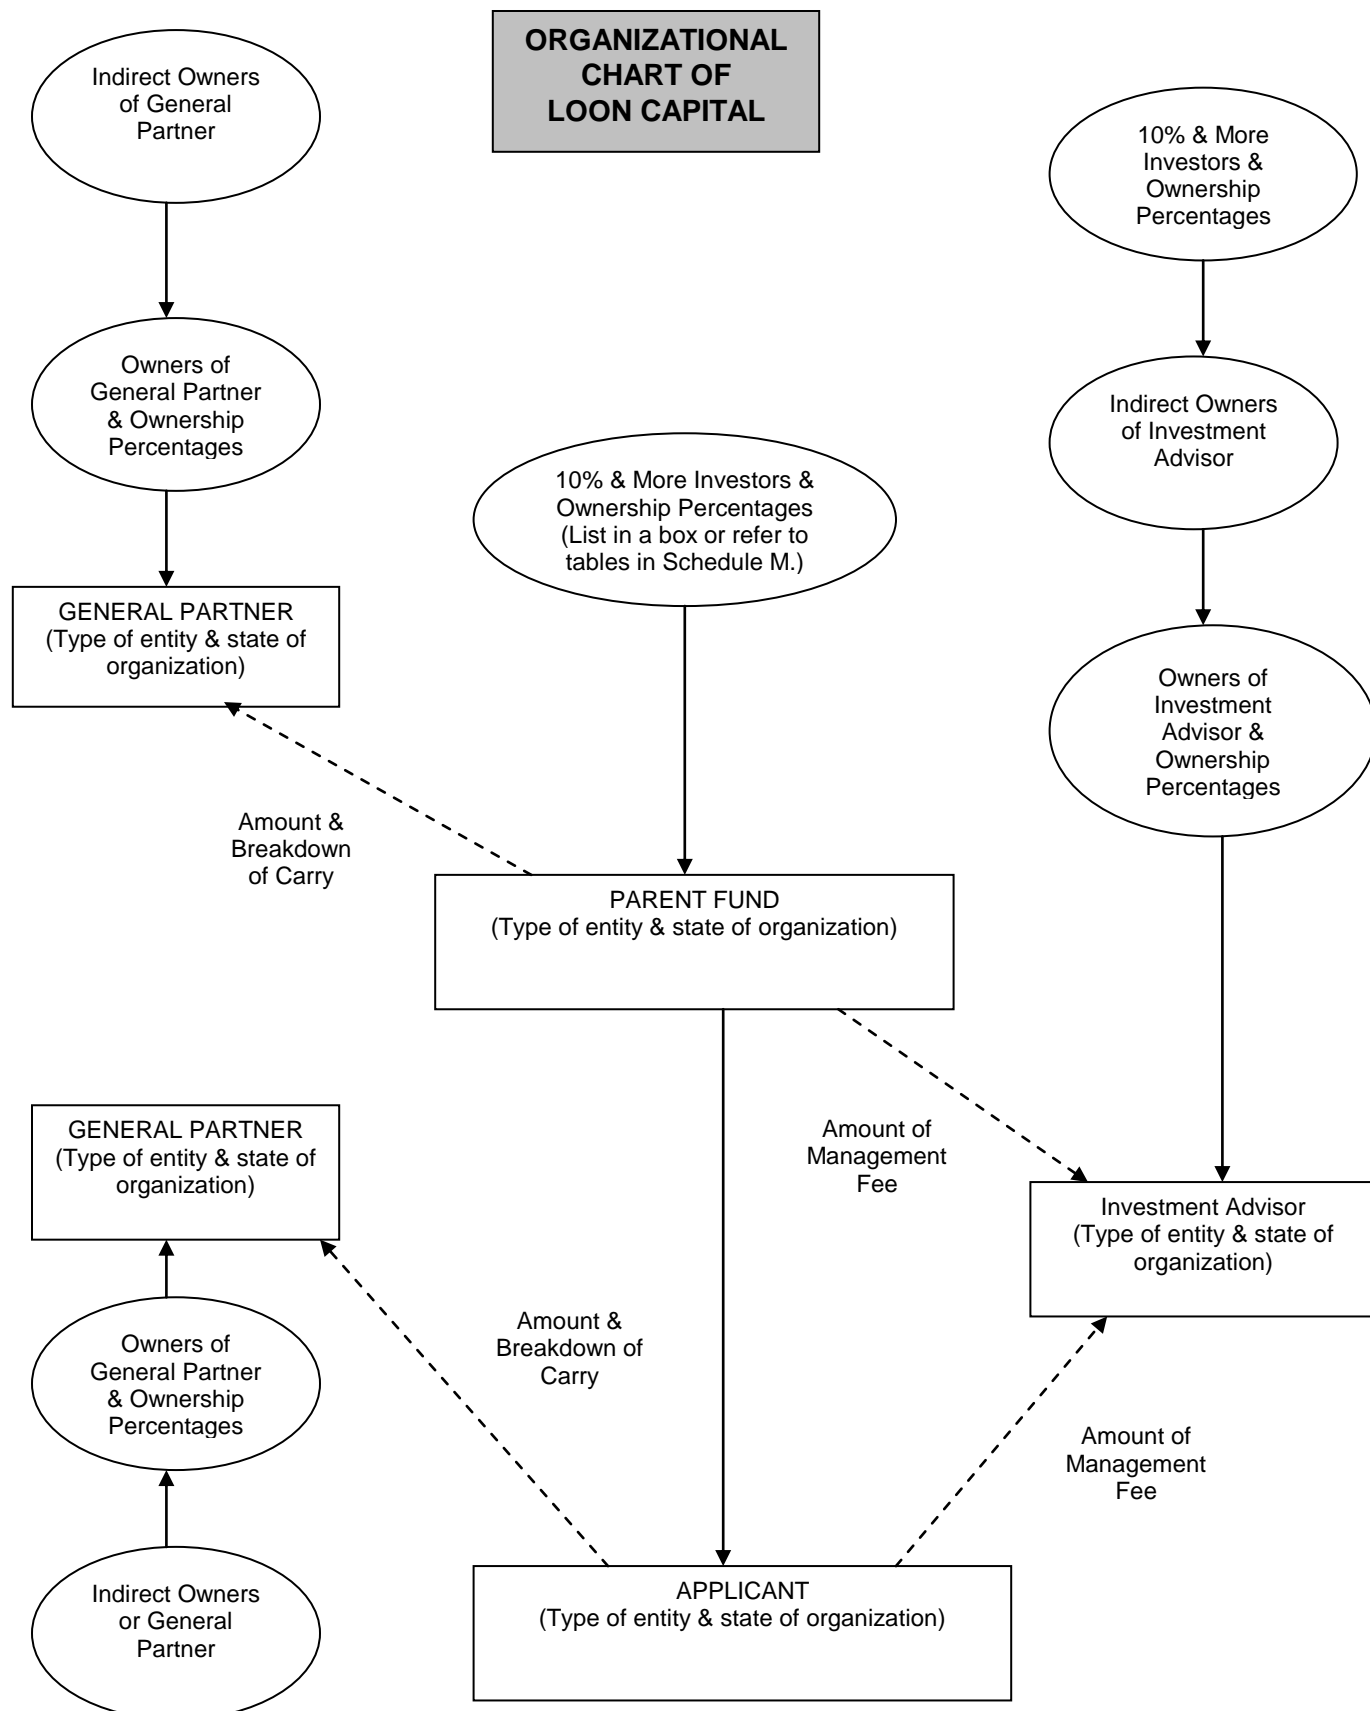 ORGANIZATIONAL
CHART OF
LOON CAPITAL
Indirect Owners
of General
Partner
10% & More
Investors &
Ownership
Percentages
Owners of
General Partner
& Ownership
Percentages
Indirect Owners
of Investment
Advisor
10% & More Investors &
Ownership Percentages
(List in a box or refer to
tables in Schedule M.)
GENERAL PARTNER
(Type of entity & state of
organization)
Owners of
Investment
Advisor &
Ownership
Percentages
Amount &
Breakdown
of Carry
PARENT FUND
(Type of entity & state of organization)
GENERAL PARTNER
(Type of entity & state of
organization)
Amount of
Management
Fee
Investment Advisor
(Type of entity & state of
organization)
Owners of
General Partner
& Ownership
Percentages
Amount &
Breakdown of
Carry
Amount of
Management
Fee
Indirect Owners
or General
Partner
APPLICANT
(Type of entity & state of organization)